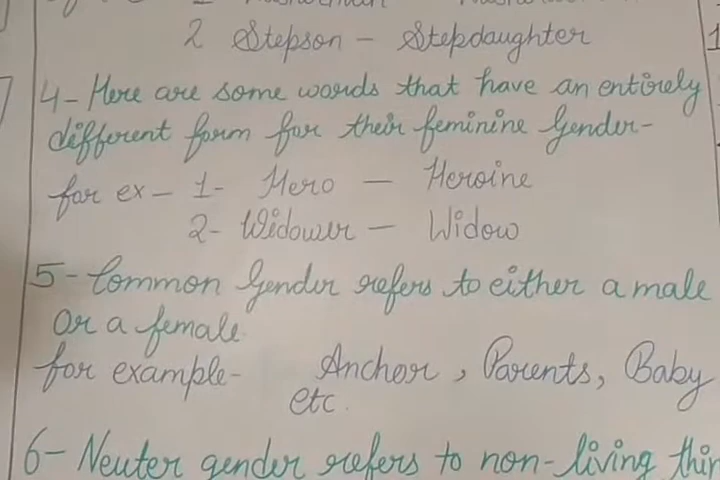 2 Stepson - Stepdaughter
4- Here are some words that have an entirely
different form for their feminine Gender-
for ex - 1- Hero - Heroine
2- Widower - Widow
5- Common Gender refers to either a male
or a female
for example- Anchor, Parents, Baby
etc.
6- Neuter gender refers to non-living